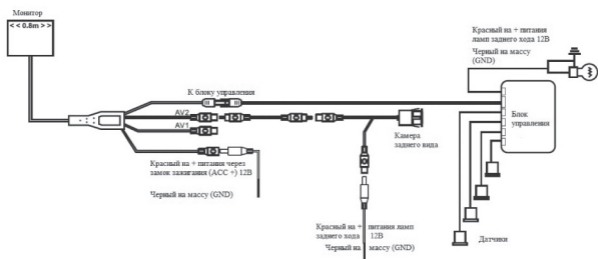 Монитор
< < 0.8m > >
Красный на + питания
ламп заднего хода 12В
Черный на массу
(GND)
К блоку управления
AV2
AV1
Блок
управления
Камера
заднего вида
Красный на + питания через
замок зажигания (ACC +) 12В
Черный на массу (GND)
Красный на + питания ламп
заднего хода 12В
Черный на массу (GND)
Датчики